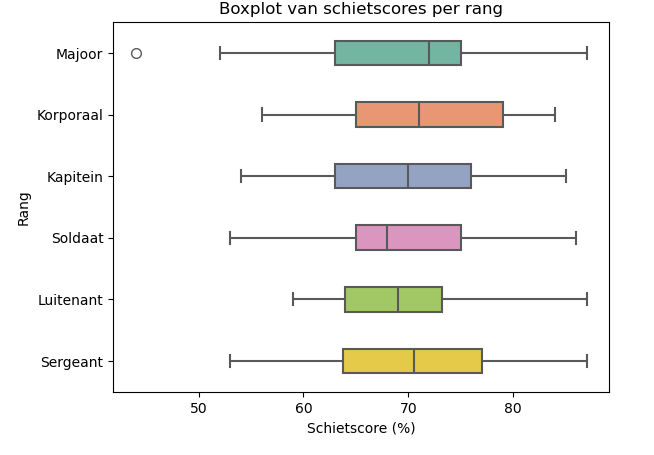 Boxplot van schietscores per rang
Majoor
Korporaal
Kapitein
Soldaat
Luitenant
Sergeant
Rang
50 60 70 80
Schietscore (%)